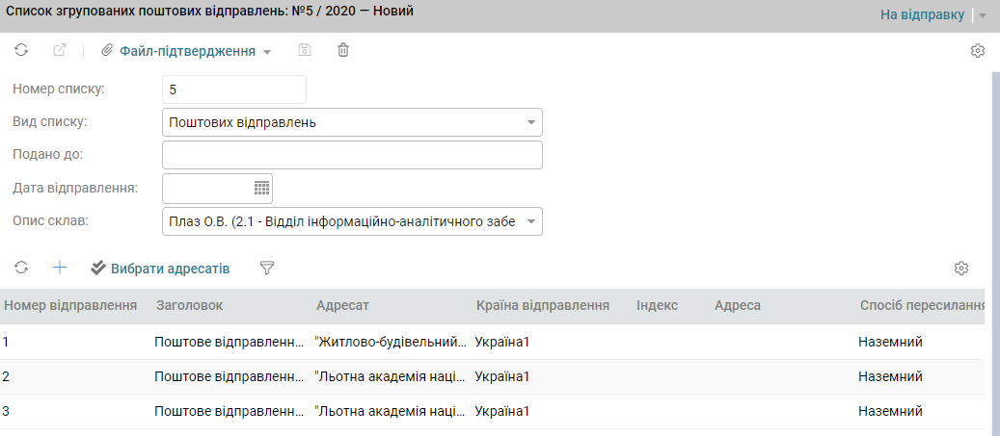 Список згрупованих поштових відправлень: №5 / 2020 — Новий
На відправку
Файл-підтвердження
Номер списку: 5
Вид списку: Поштових відправлень
Подано до:
Дата відправлення:
Опис склав: Плаз О.В. (2.1 - Відділ інформаційно-аналітичного забе
Вибрати адресатів
Номер відправлення Заголовок Адресат Країна відправлення Індекс Адреса Спосіб пересилання
1 Поштове відправленн... "Житлово-будівельний... Україна1 Наземний
2 Поштове відправленн... "Льотна академія наці... Україна1 Наземний
3 Поштове відправленн... "Льотна академія наці... Україна1 Наземний